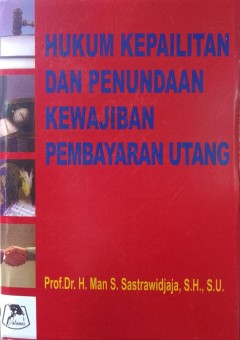 HUKUM KEPAILITAN
DAN PENUNDAAN
KEWAJIBAN
PEMBAYARAN UTANG
Prof.Dr. H. Man S. Sastrawidjaja, S.H., S.U.